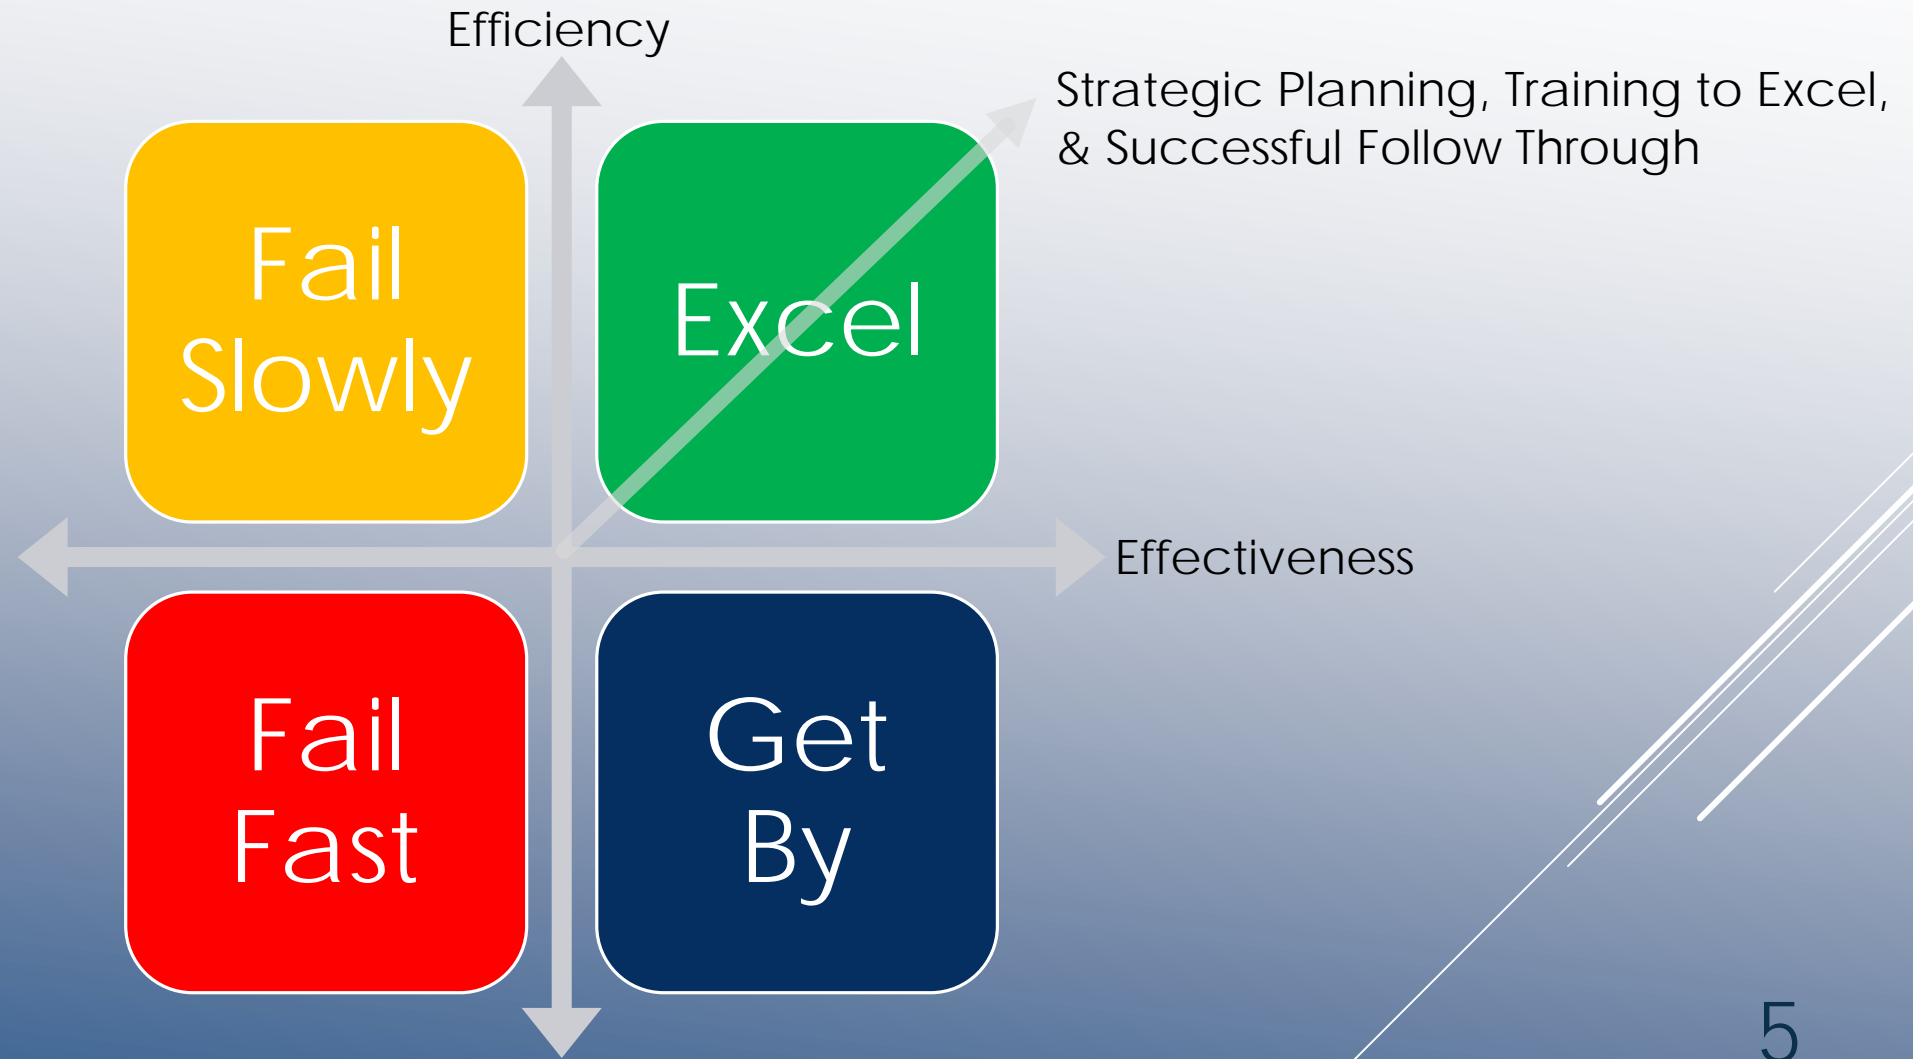 Efficiency
Strategic Planning, Training to Excel,
& Successful Follow Through
Fail
Slowly
Excel
Effectiveness
Fail
Fast
Get
By
5